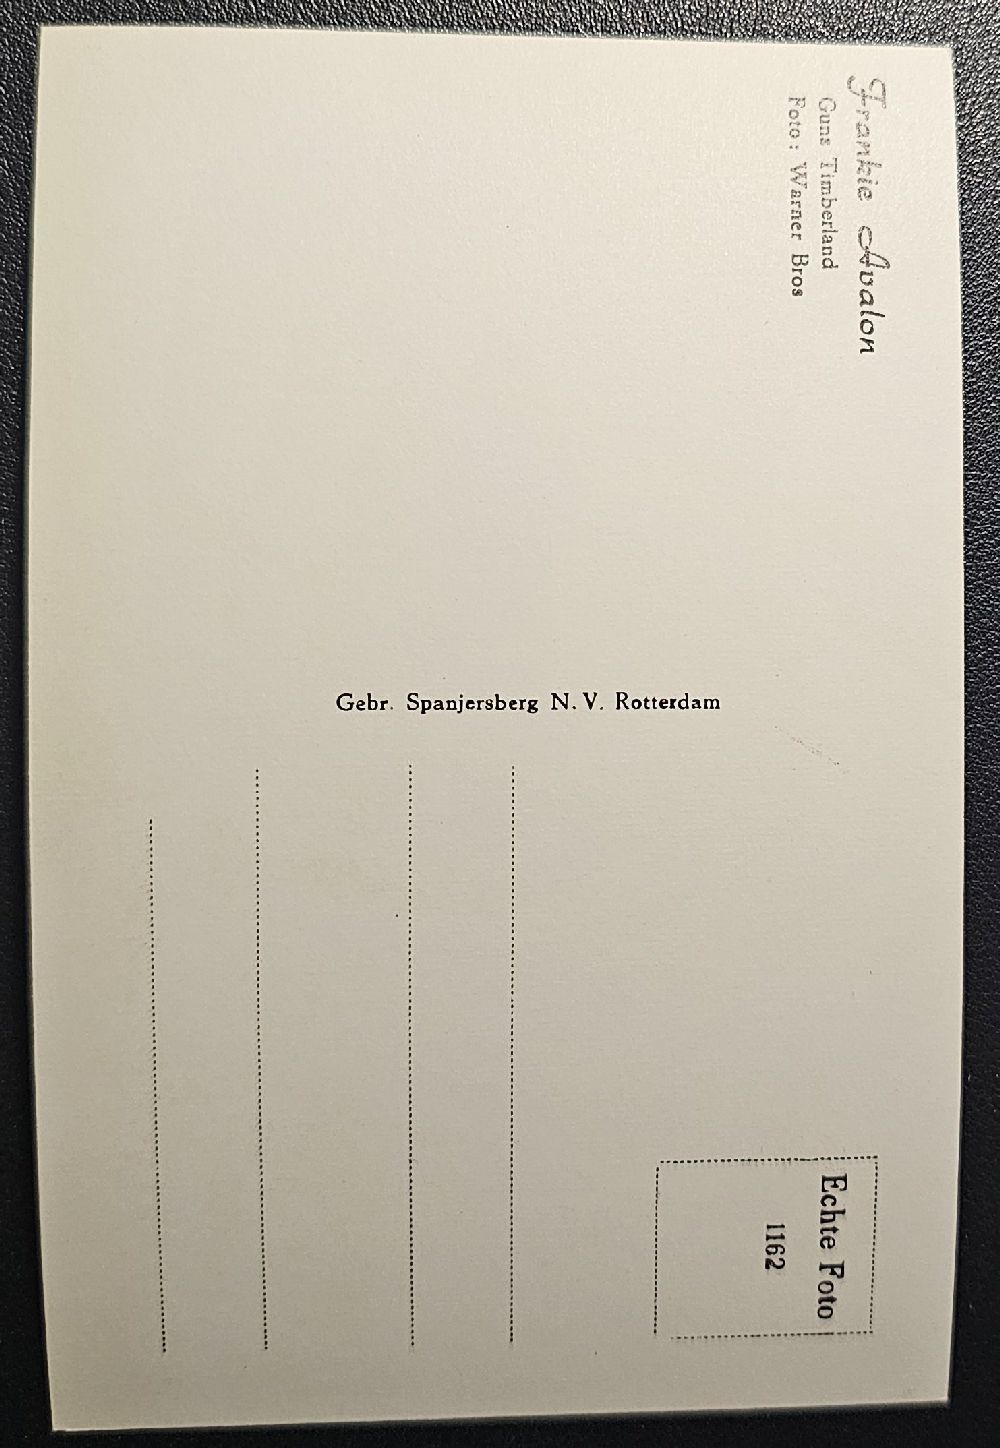 Frankie Avalon
Guns Timberland
Foto: Warner Bros
Gebr. Spanjersberg N.V. Rotterdam
Echte Foto
1162